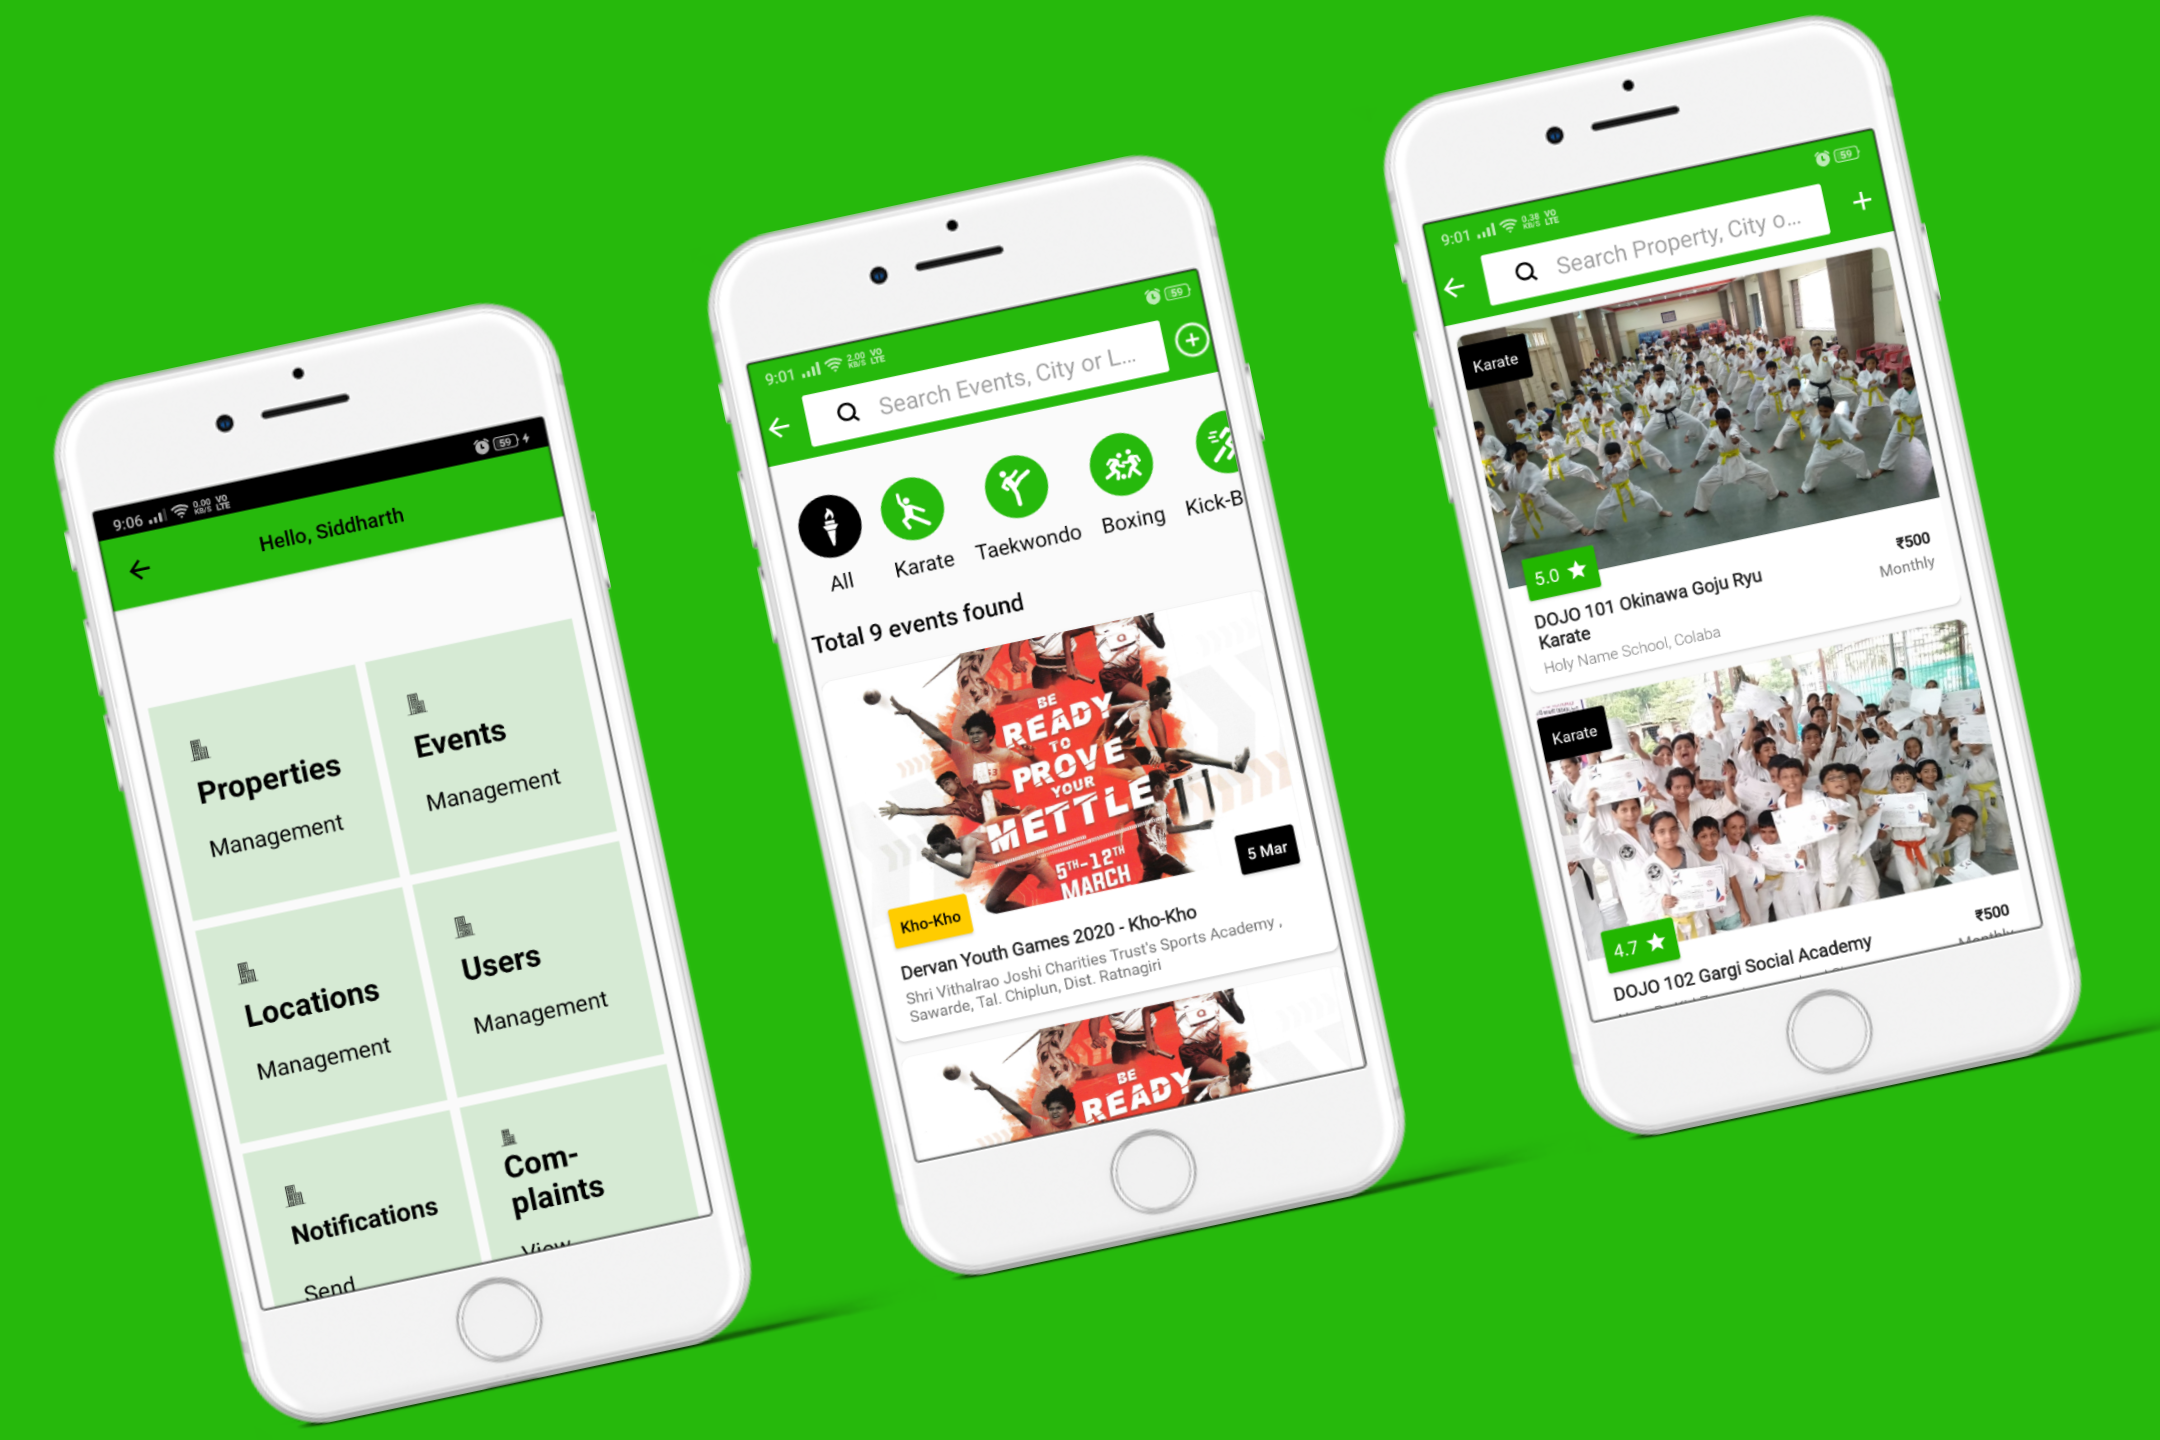 9:06 0.00 KB/S VO LTE 59
Hello, Siddharth
Properties
Management
Events
Management
Locations
Management
Users
Management
Notifications
Send
Com-
plaints
View
9:01 2.00 KB/S VO LTE 59
Search Events, City or L...
All
Karate
Taekwondo
Boxing
Kick-B
Total 9 events found
BE
READY
TO
PROVE
YOUR
METTLE
5TH-12TH
MARCH
5 Mar
Kho-Kho
Dervan Youth Games 2020 - Kho-Kho
Shri Vithalrao Joshi Charities Trust's Sports Academy ,
Sawarde, Tal. Chiplun, Dist. Ratnagiri
BE
READY
9:01 0.38 KB/S VO LTE 59
Search Property, City o...
Karate
5.0
₹500
Monthly
DOJO 101 Okinawa Goju Ryu
Karate
Holy Name School, Colaba
Karate
4.7
₹500
Monthly
DOJO 102 Gargi Social Academy